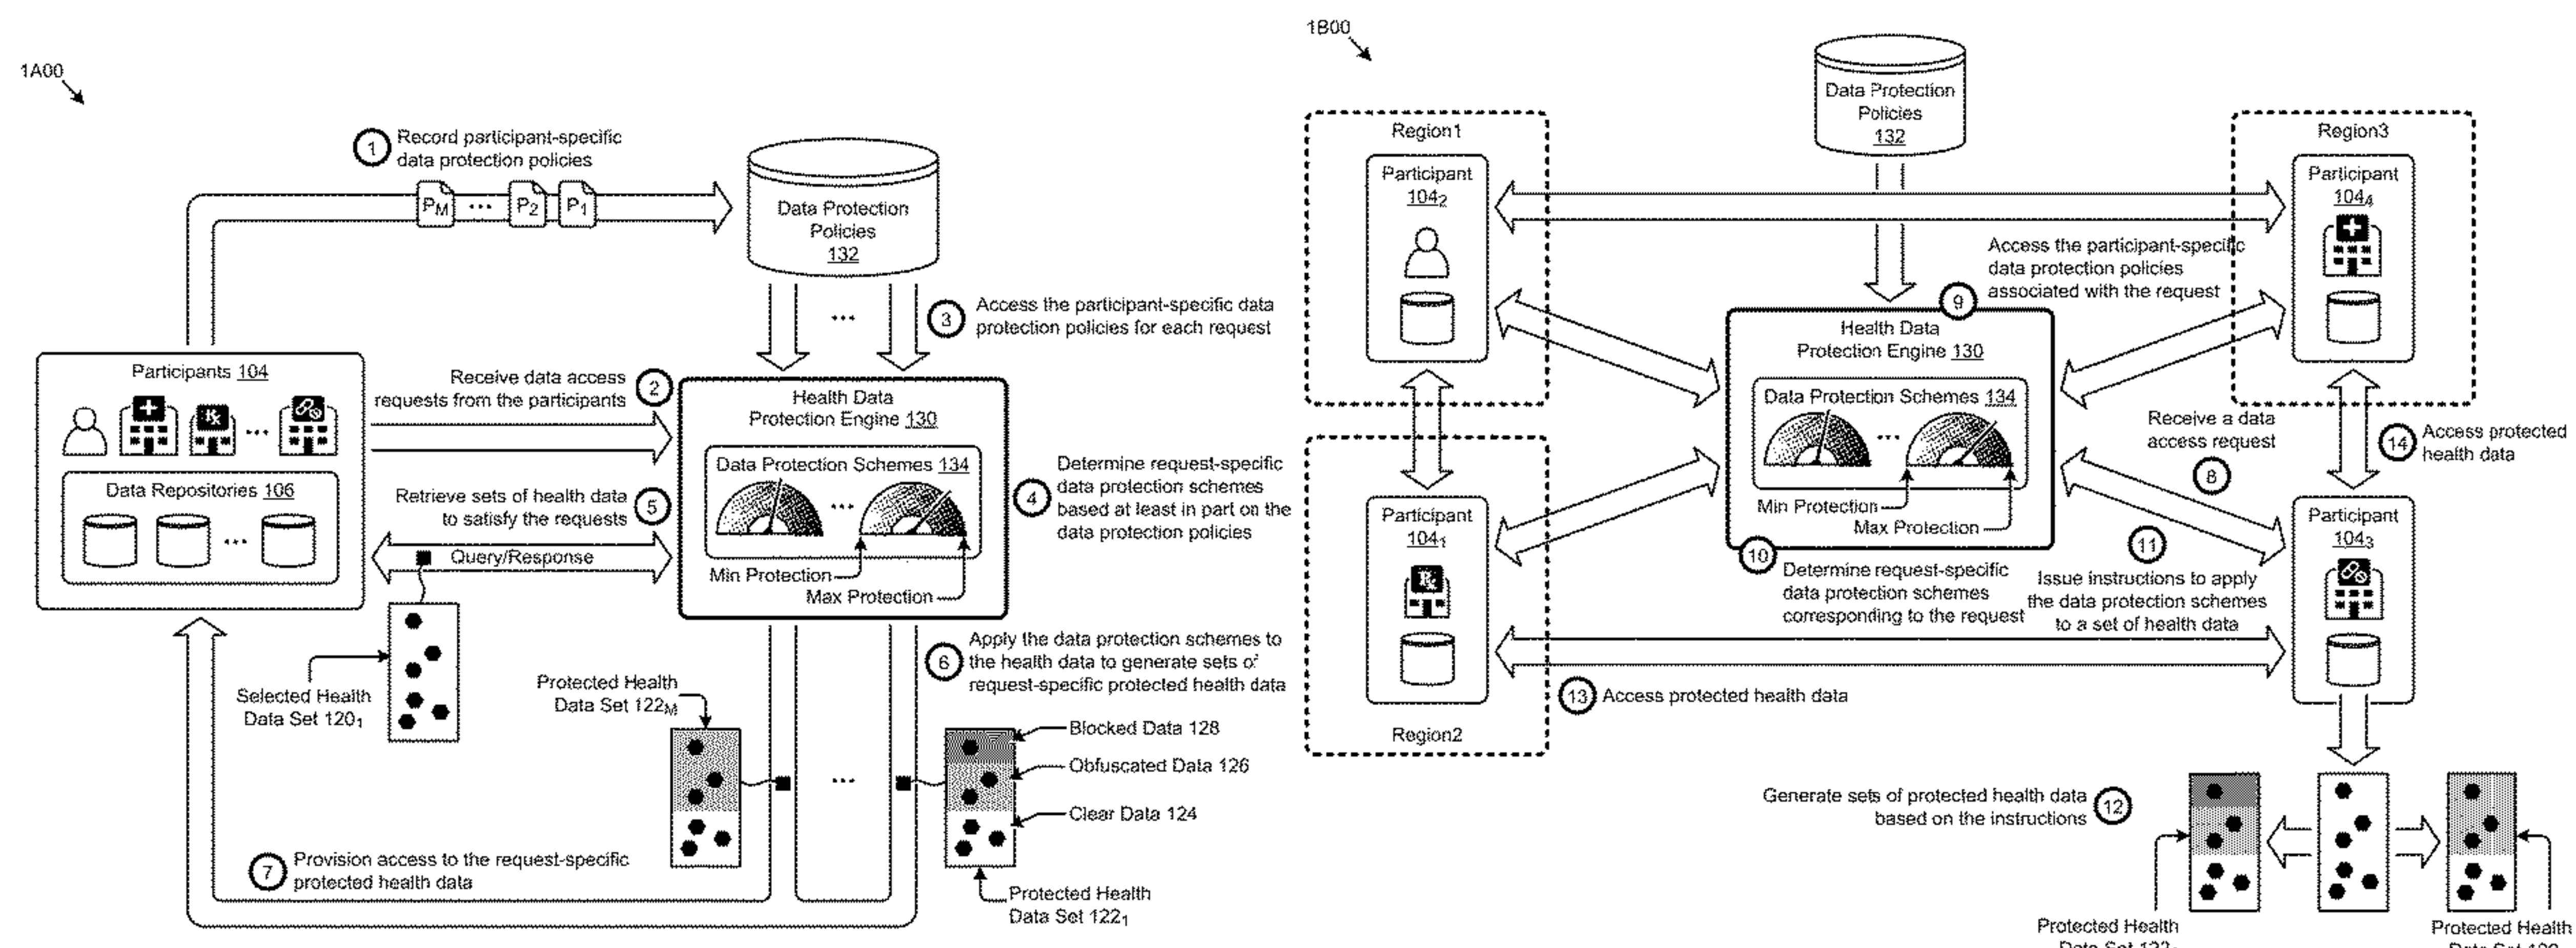 1A00
1 Record participant-specific
data protection policies
PM ... P2 P1
Data Protection
Policies
132
3 Access the participant-specific data
protection policies for each request
Participants 104
Rx
...
Data Repositories 106
...
Receive data access 2
requests from the participants
Retrieve sets of health data 5
to satisfy the requests
Query/Response
Health Data
Protection Engine 130
Data Protection Schemes 134
...
Min Protection
Max Protection
4 Determine request-specific
data protection schemes
based at least in part on the
data protection policies
6 Apply the data protection schemes to
the health data to generate sets of
request-specific protected health data
Selected Health
Data Set 1201
Protected Health
Data Set 122M
...
Blocked Data 128
Obfuscated Data 126
Clear Data 124
7 Provision access to the request-specific
protected health data
Protected Health
Data Set 1221
1B00
Data Protection
Policies
132
Region1
Participant
1042
Region3
Participant
1044
Access the participant-specific
data protection policies
associated with the request
9
Health Data
Protection Engine 130
Data Protection Schemes 134
...
Min Protection
Max Protection
10
Determine request-specific
data protection schemes
corresponding to the request
Receive a data
access request
8
14 Access protected
health data
11
Issue instructions to apply
the data protection schemes
to a set of health data
Participant
1041
Rx
Region2
Participant
1043
13 Access protected health data
Generate sets of protected health data 12
based on the instructions
Protected Health
Protected Health